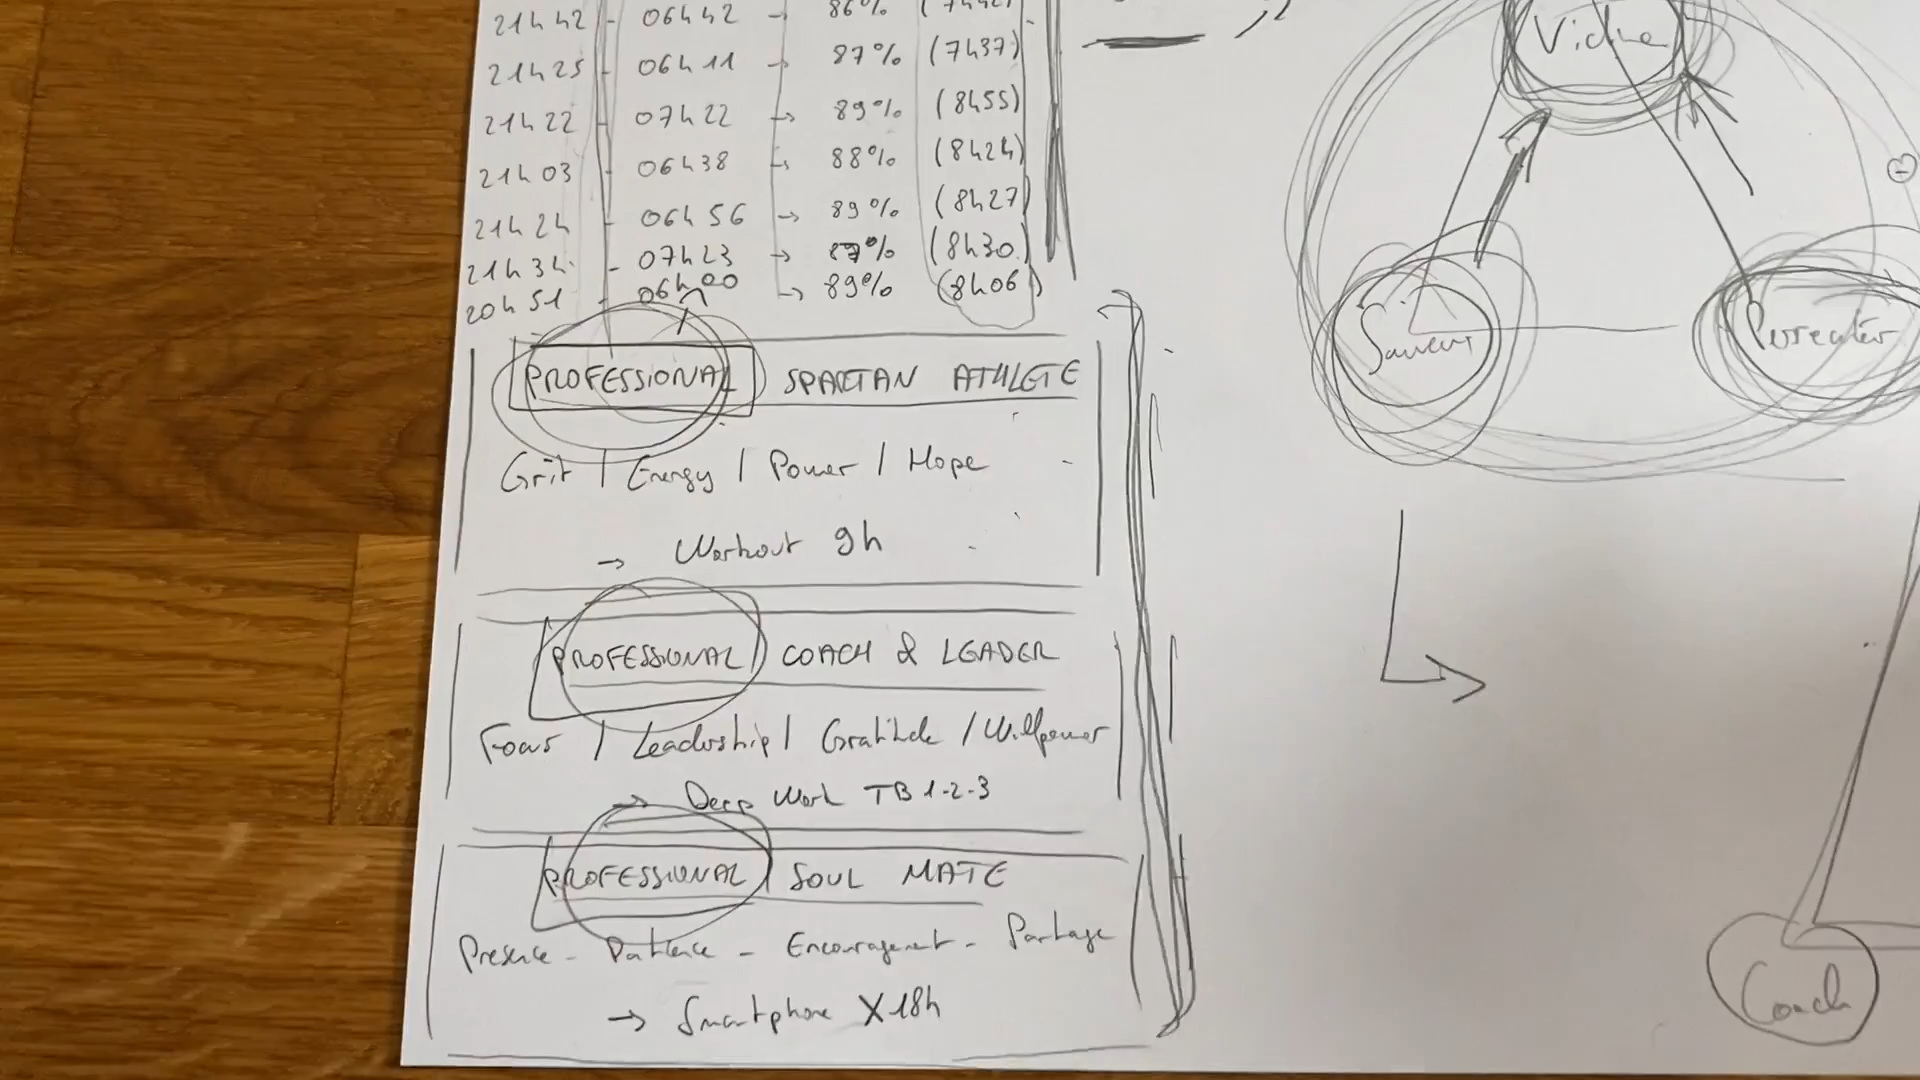 21h42 - 06h42 → 86% (7h42)
21h25 - 06h11 → 87% (7h37)
21h22 - 07h22 → 89% (8h55)
21h03 - 06h38 → 88% (8h24)
21h24 - 06h56 → 89% (8h27)
21h34 - 07h23 → 87% (8h30)
20h51 - 06h00 → 89% (8h06)
PROFESSIONAL SPARTAN ATHLETE
Grit / Energy / Power / Hope
→ Workout 9h
PROFESSIONAL COACH & LEADER
Focus / Leadership / Gratitude / Willpower
→ Deep Work TB 1-2-3
PROFESSIONAL SOUL MATE
Presence - Patience - Encouragement - Partage
→ Smartphone X 18h
Victime
Sauveur
Persecuteur
Coach